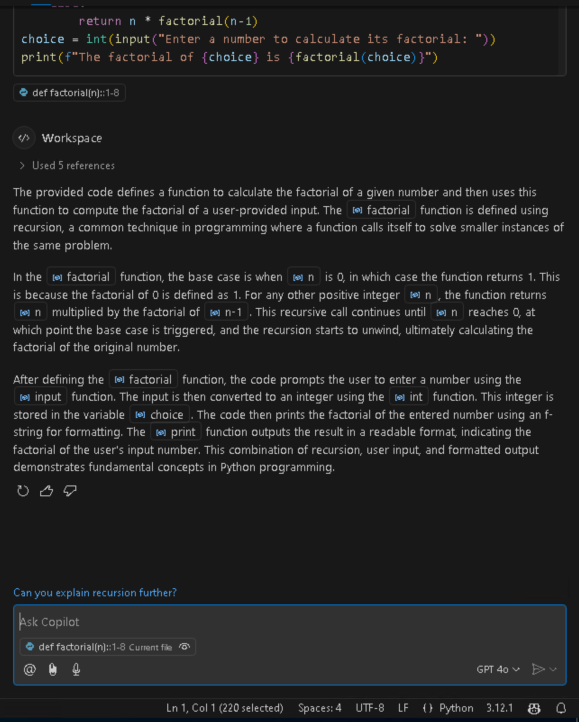 return n * factorial(n-1)
choice = int(input("Enter a number to calculate its factorial: "))
print(f"The factorial of {choice} is {factorial(choice)}")
def factorial(n)::1-8
Workspace
Used 5 references
The provided code defines a function to calculate the factorial of a given number and then uses this
function to compute the factorial of a user-provided input. The factorial function is defined using
recursion, a common technique in programming where a function calls itself to solve smaller instances of
the same problem.
In the factorial function, the base case is when n is 0, in which case the function returns 1. This
is because the factorial of 0 is defined as 1. For any other positive integer n , the function returns
n multiplied by the factorial of n-1 . This recursive call continues until n reaches 0, at
which point the base case is triggered, and the recursion starts to unwind, ultimately calculating the
factorial of the original number.
After defining the factorial function, the code prompts the user to enter a number using the
input function. The input is then converted to an integer using the int function. This integer is
stored in the variable choice . The code then prints the factorial of the entered number using an f-
string for formatting. The print function outputs the result in a readable format, indicating the
factorial of the user's input number. This combination of recursion, user input, and formatted output
demonstrates fundamental concepts in Python programming.
Can you explain recursion further?
Ask Copilot
def factorial(n)::1-8 Current file
@ GPT 4o
Ln 1, Col 1 (220 selected) Spaces: 4 UTF-8 LF {} Python 3.12.1